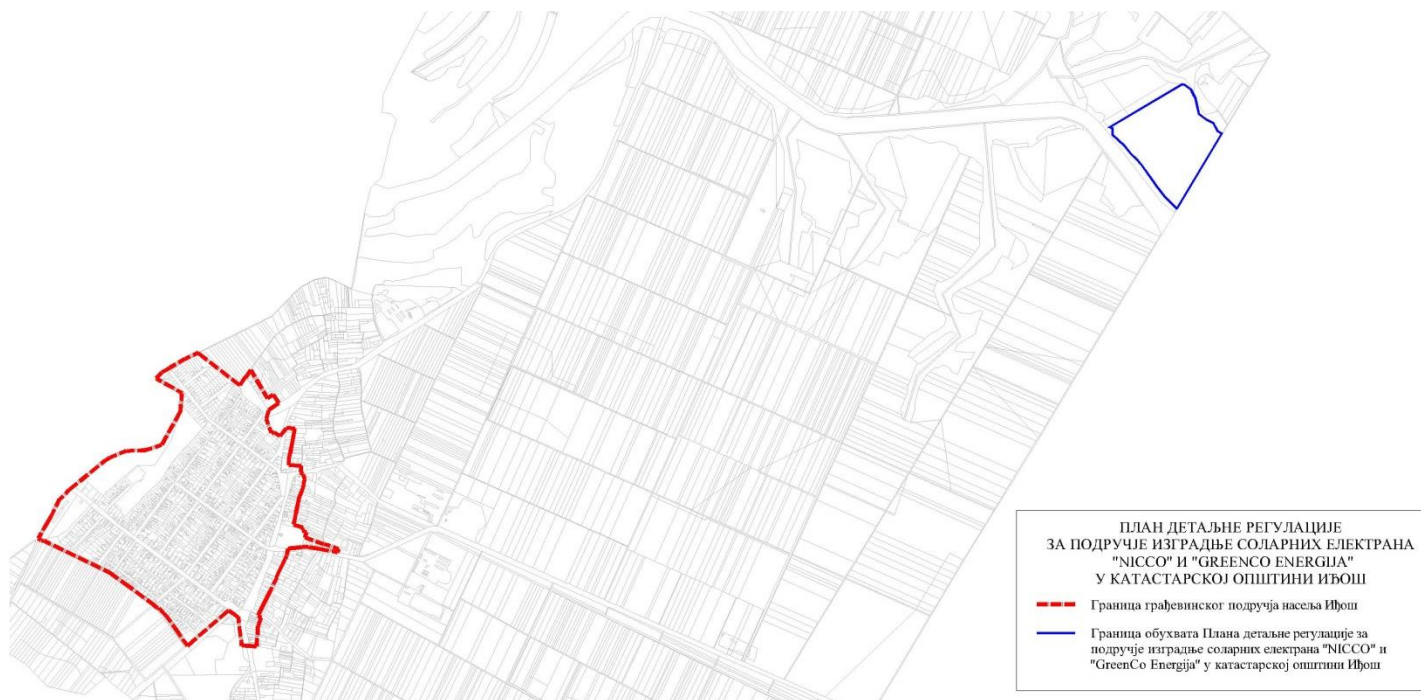 ПЛАН ДЕТАЉНЕ РЕГУЛАЦИЈЕ
ЗА ПОДРУЧЈЕ ИЗГРАДЊЕ СОЛАРНИХ ЕЛЕКТРАНА
"NICCO" И "GREENCO ENERGIJA"
У КАТАСТАРСКОЈ ОПШТИНИ ИЂОШ
Граница грађевинског подручја насеља Иђош
Граница обухвата Плана детаљне регулације за
подручје изградње соларних електрана "NICCO" и
"GreenCo Energija" у катастарској општини Иђош